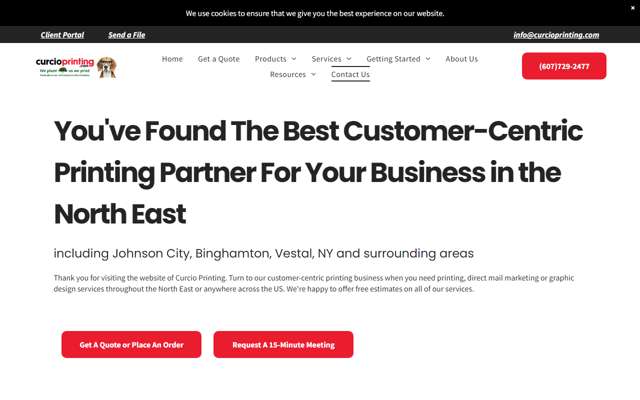 We use cookies to ensure that we give you the best experience on our website.
×
Client Portal
Send a File
info@curcioprinting.com
curcioprinting
.com
Home Get a Quote Products Services Getting Started About Us
Resources Contact Us
(607)729-2477
You've Found The Best Customer-Centric
Printing Partner For Your Business in the
North East
including Johnson City, Binghamton, Vestal, NY and surrounding areas
Thank you for visiting the website of Curcio Printing. Turn to our customer-centric printing business when you need printing, direct mail marketing or graphic
design services throughout the North East or anywhere across the US. We're happy to offer free estimates on all of our services.
Get A Quote or Place An Order
Request A 15-Minute Meeting